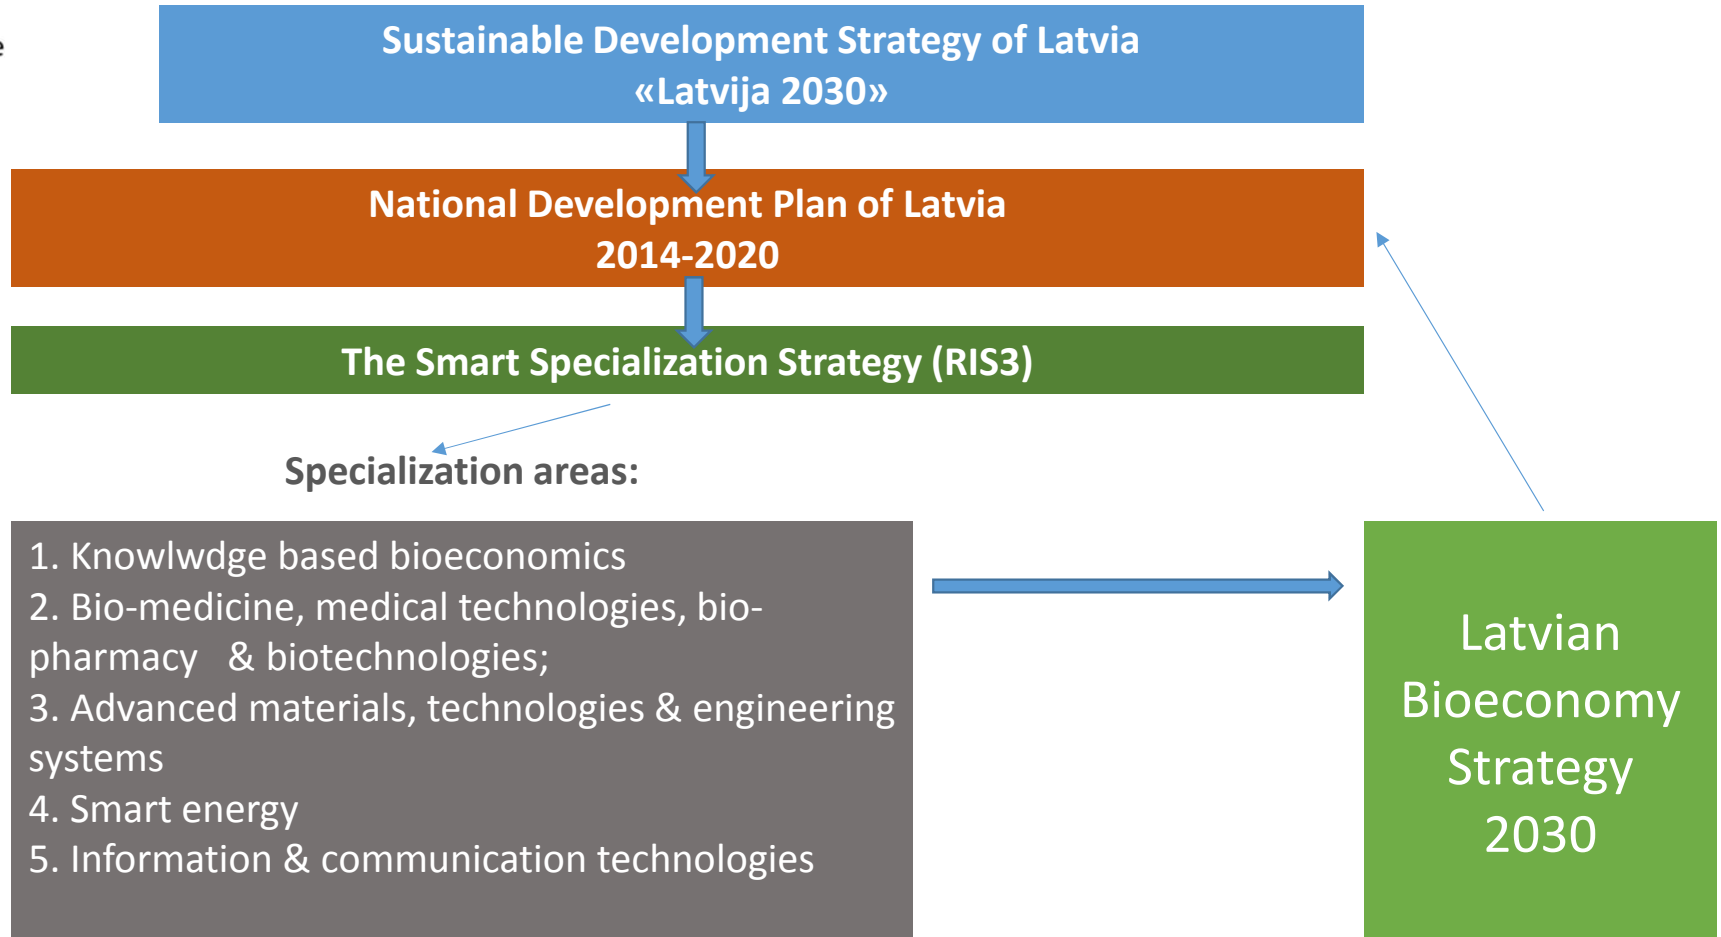 e
Sustainable Development Strategy of Latvia
«Latvija 2030»
National Development Plan of Latvia
2014-2020
The Smart Specialization Strategy (RIS3)
Specialization areas:
1. Knowlwdge based bioeconomics
2. Bio-medicine, medical technologies, bio-
pharmacy   & biotechnologies;
3. Advanced materials, technologies & engineering
systems
4. Smart energy
5. Information & communication technologies
Latvian
Bioeconomy
Strategy
2030